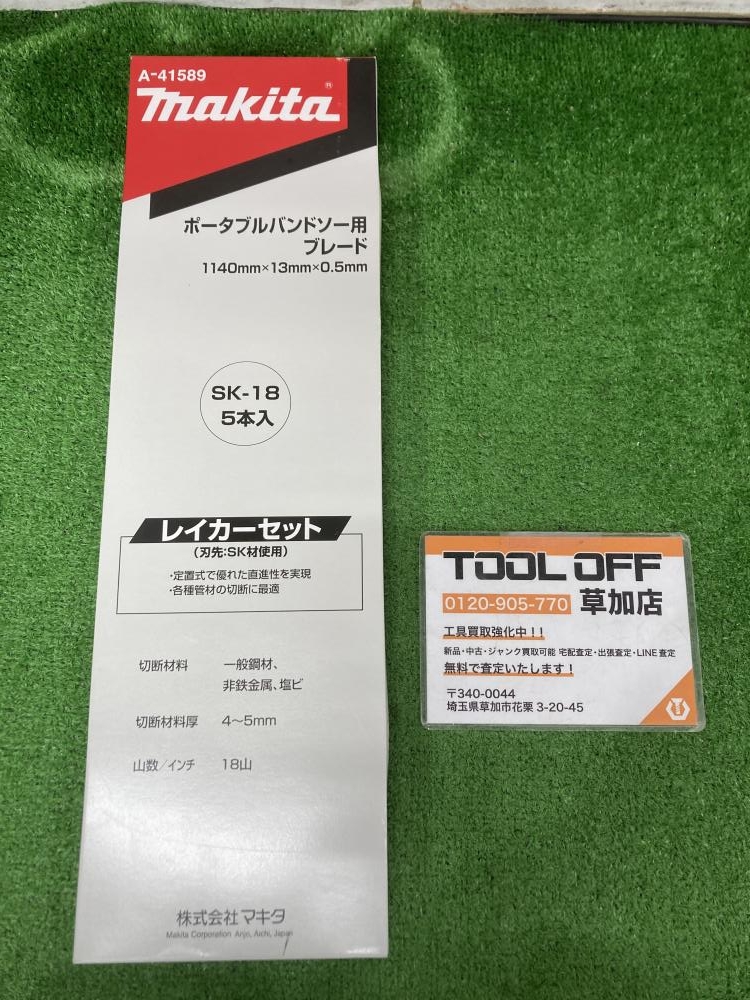 A-41589
makita®
ポータブルバンドソー用
ブレード
1140mm×13mm×0.5mm
SK-18
5本入
レイカーセット
(刃先:SK材使用)
・定置式で優れた直進性を実現
・各種管材の切断に最適
切断材料 一般鋼材、
非鉄金属、塩ビ
切断材料厚 4〜5mm
山数/インチ 18山
株式会社マキタ
Makita Corporation Anjo, Aichi, Japan
TOOL OFF
0120-905-770 草加店
工具買取強化中!!
新品・中古・ジャンク買取可能 宅配査定・出張査定・LINE査定
無料で査定いたします!
〒340-0044
埼玉県草加市花栗3-20-45